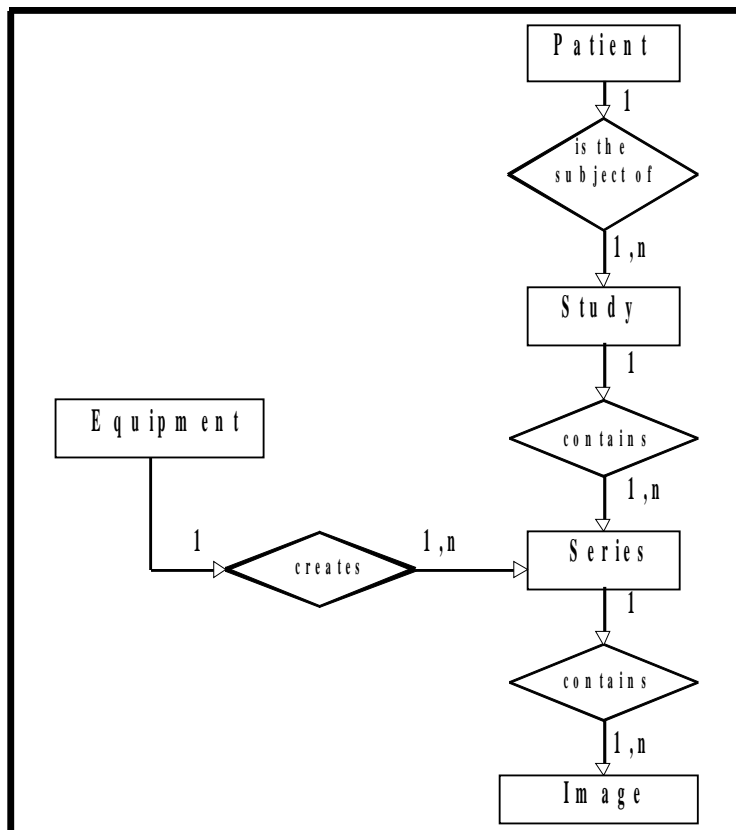 Patient
1
is the
subject of
1,n
Study
1
contains
1,n
Equipment
1
creates
1,n
Series
1
contains
1,n
Image